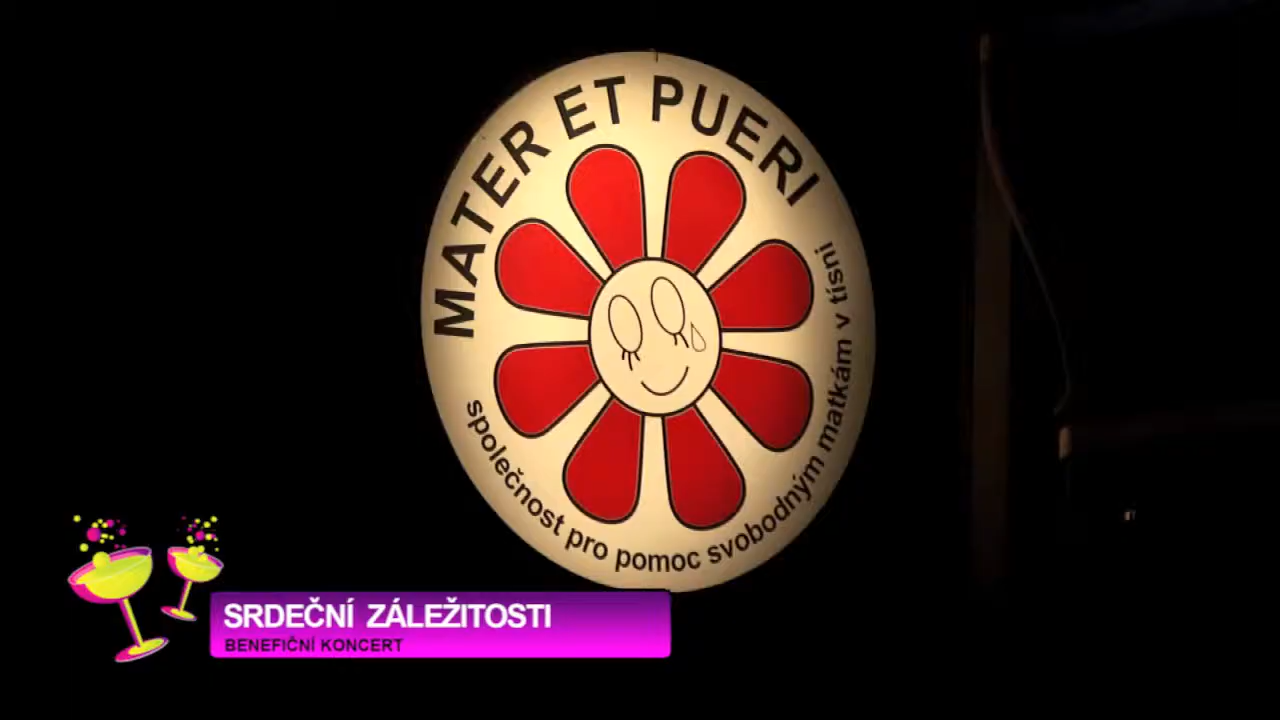 MATER ET PUERI
společnost pro pomoc svobodným matkám v tísni
SRDEČNÍ ZÁLEŽITOSTI
BENEFIČNÍ KONCERT